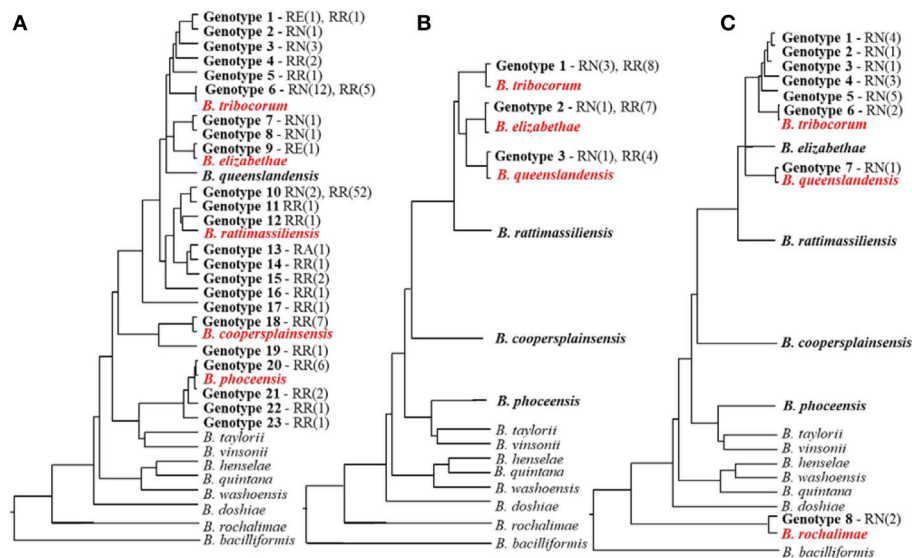 A
Genotype 1 - RE(1), RR(1)
Genotype 2 - RN(1)
Genotype 3 - RN(3)
Genotype 4 - RR(2)
Genotype 5 - RR(1)
Genotype 6 - RN(12), RR(5)
B. tribocorum
Genotype 7 - RN(1)
Genotype 8 - RN(1)
Genotype 9 - RE(1)
B. elizabethae
B. queenslandensis
Genotype 10 RN(2), RR(52)
Genotype 11 RR(1)
Genotype 12 RR(1)
B. rattimassiliensis
Genotype 13 - RA(1)
Genotype 14 - RR(1)
Genotype 15 - RR(2)
Genotype 16 - RR(1)
Genotype 17 - RR(1)
Genotype 18 - RR(7)
B. coopersplainsensis
Genotype 19 - RR(1)
Genotype 20 - RR(6)
B. phoceensis
Genotype 21 - RR(2)
Genotype 22 - RR(1)
Genotype 23 - RR(1)
B. taylorii
B. vinsonii
B. henselae
B. quintana
B. washoensis
B. doshiae
B. rochalimae
B. bacilliformis
B
Genotype 1 - RN(3), RR(8)
B. tribocorum
Genotype 2 - RN(1), RR(7)
B. elizabethae
Genotype 3 - RN(1), RR(4)
B. queenslandensis
B. rattimassiliensis
B. coopersplainsensis
B. phoceensis
B. taylorii
B. vinsonii
B. henselae
B. quintana
B. washoensis
B. doshiae
B. rochalimae
B. bacilliformis
C
Genotype 1 - RN(4)
Genotype 2 - RN(1)
Genotype 3 - RN(1)
Genotype 4 - RN(3)
Genotype 5 - RN(5)
Genotype 6 - RN(2)
B. tribocorum
B. elizabethae
Genotype 7 - RN(1)
B. queenslandensis
B. rattimassiliensis
B. coopersplainsensis
B. phoceensis
B. taylorii
B. vinsonii
B. henselae
B. washoensis
B. quintana
B. doshiae
Genotype 8 - RN(2)
B. rochalimae
B. bacilliformis